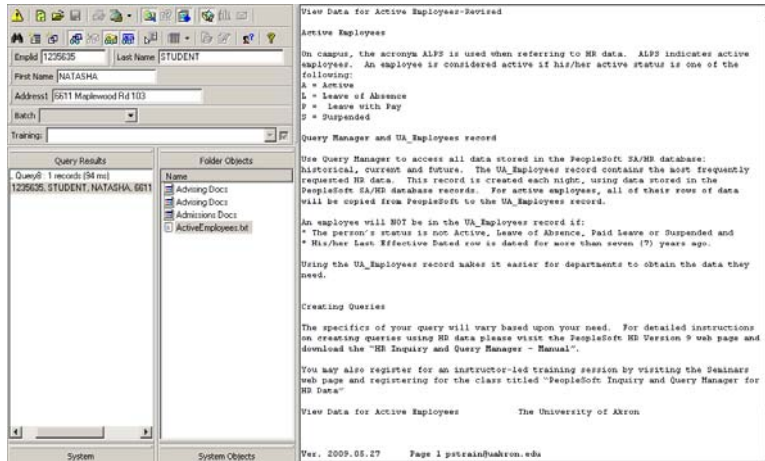 Emplid 1235635 Last Name STUDENT
First Name NATASHA
Address1 6611 Maplewood Rd 103
Batch
Training:
Query Results
Query8 : 1 records (94 ms)
1235635, STUDENT, NATASHA, 6611
Folder Objects
Name
Advising Docs
Advising Docs
Admissions Docs
ActiveEmployees.txt
System
System Objects
View Data for Active Employees-Revised
Active Employees
On campus, the acronym ALPS is used when referring to HR data. ALPS indicates active
employees. An employee is considered active if his/her active status is one of the
following:
A = Active
L = Leave of Absence
P = Leave with Pay
S = Suspended
Query Manager and UA_Employees record
Use Query Manager to access all data stored in the PeopleSoft SA/HR database:
historical, current and future. The UA_Employees record contains the most frequently
requested HR data. This record is created each night, using data stored in the
PeopleSoft SA/HR database records. For active employees, all of their rows of data
will be copied from PeopleSoft to the UA_Employees record.
An employee will NOT be in the UA_Employees record if:
* The person's status is not Active, Leave of Absence, Paid Leave or Suspended and
* His/her Last Effective Dated row is dated for more than seven (7) years ago.
Using the UA_Employees record makes it easier for departments to obtain the data they
need.
Creating Queries
The specifics of your query will vary based upon your need. For detailed instructions
on creating queries using HR data please visit the PeopleSoft HR Version 9 web page and
download the "HR Inquiry and Query Manager - Manual".
You may also register for an instructor-led training session by visiting the Seminars
web page and registering for the class titled "PeopleSoft Inquiry and Query Manager for
HR Data"
View Data for Active Employees The University of Akron
Ver. 2009.05.27 Page 1 pstrain@uakron.edu